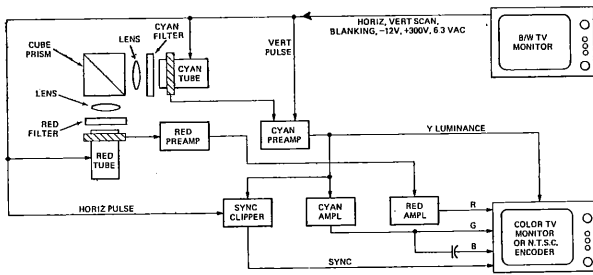 HORIZ, VERT SCAN,
BLANKING, –12V, +300V, 6.3 VAC
B/W TV
MONITOR
CUBE
PRISM
LENS
CYAN
FILTER
CYAN
TUBE
VERT
PULSE
LENS
RED
FILTER
RED
TUBE
RED
PREAMP
CYAN
PREAMP
Y LUMINANCE
HORIZ PULSE
SYNC
CLIPPER
CYAN
AMPL
RED
AMPL
R
G
B
SYNC
COLOR TV
MONITOR
OR N.T.S.C.
ENCODER